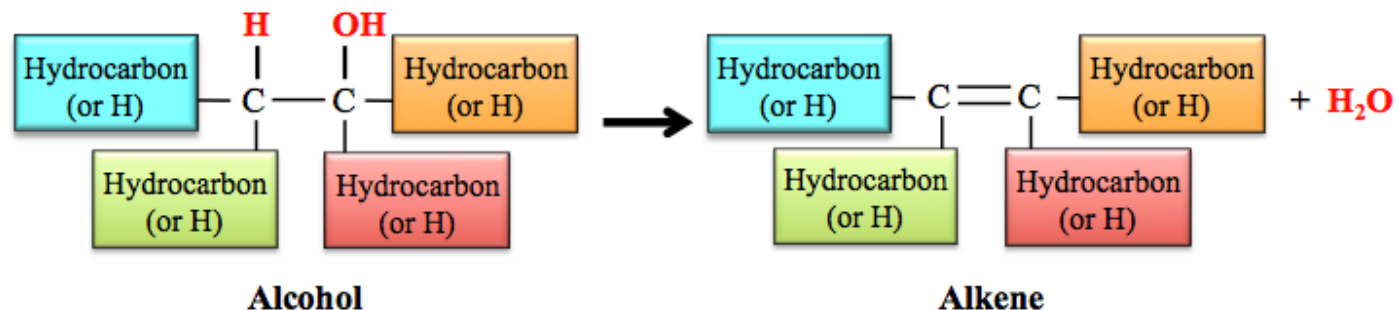 H OH
Hydrocarbon
(or H)
C C
Hydrocarbon
(or H)
Hydrocarbon
(or H)
Hydrocarbon
(or H)
Alcohol
Hydrocarbon
(or H)
C C
Hydrocarbon
(or H)
+ H₂O
Hydrocarbon
(or H)
Hydrocarbon
(or H)
Alkene